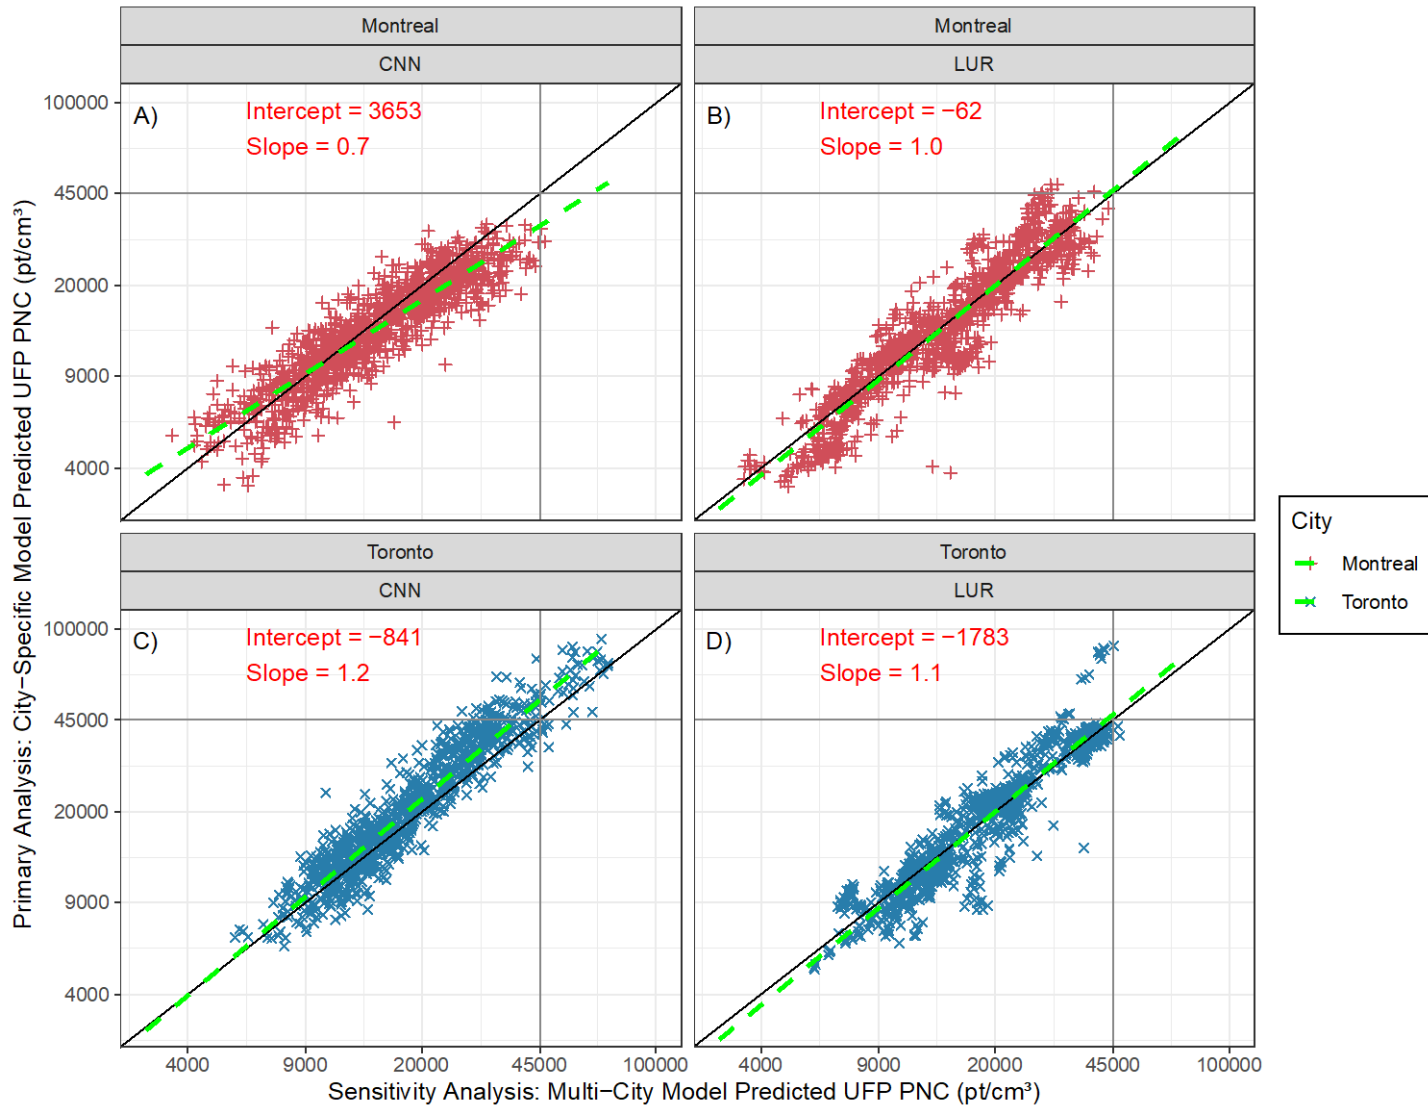 Montreal
CNN
A)
Intercept = 3653
Slope = 0.7
Montreal
LUR
B)
Intercept = −62
Slope = 1.0
100000
45000
20000
9000
4000
Toronto
CNN
C)
Intercept = −841
Slope = 1.2
Toronto
LUR
D)
Intercept = −1783
Slope = 1.1
100000
45000
20000
9000
4000
4000 9000 20000 45000 100000
4000 9000 20000 45000 100000
Sensitivity Analysis: Multi−City Model Predicted UFP PNC (pt/cm³)
Primary Analysis: City−Specific Model Predicted UFP PNC (pt/cm³)
City
Montreal
Toronto